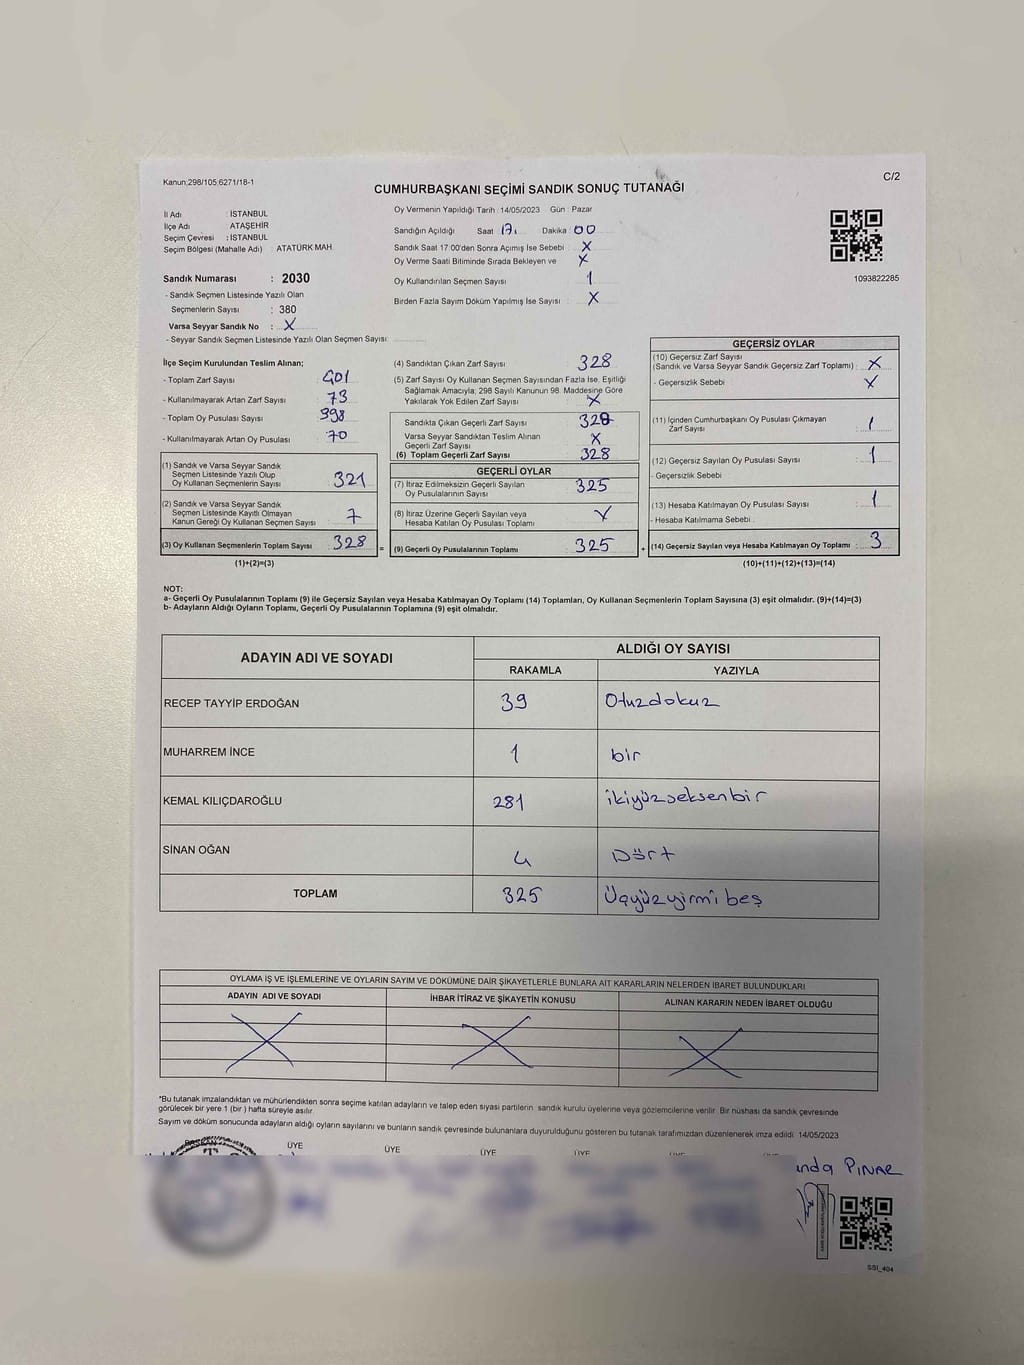 Kanun;298/105;6271/18-1
C/2
CUMHURBAŞKANI SEÇİMİ SANDIK SONUÇ TUTANAĞI
İl Adı : İSTANBUL
İlçe Adı : ATAŞEHİR
Seçim Çevresi : İSTANBUL
Seçim Bölgesi (Mahalle Adı) : ATATÜRK MAH.
Sandık Numarası : 2030
- Sandık Seçmen Listesinde Yazılı Olan
Seçmenlerin Sayısı : 380
Varsa Seyyar Sandık No : X
- Seyyar Sandık Seçmen Listesinde Yazılı Olan Seçmen Sayısı:
Oy Vermenin Yapıldığı Tarih : 14/05/2023 Gün : Pazar
Sandığın Açıldığı Saat 17. Dakika : 00
Sandık Saat 17:00'den Sonra Açımış İse Sebebi : X
Oy Verme Saati Bitiminde Sırada Bekleyen ve X
Oy Kullandırılan Seçmen Sayısı 1
Birden Fazla Sayım Döküm Yapılmış İse Sayısı : X
1093822285
İlçe Seçim Kurulundan Teslim Alınan;
- Toplam Zarf Sayısı : 401
- Kullanılmayarak Artan Zarf Sayısı : 73
- Toplam Oy Pusulası Sayısı : 398
- Kullanılmayarak Artan Oy Pusulası : 70
(1) Sandık ve Varsa Seyyar Sandık
Seçmen Listesinde Yazılı Olup
Oy Kullanan Seçmenlerin Sayısı : 321
(2) Sandık ve Varsa Seyyar Sandık
Seçmen Listesinde Kayıtlı Olmayan
Kanun Gereği Oy Kullanan Seçmen Sayısı : 7
(3) Oy Kullanan Seçmenlerin Toplam Sayısı : 328
(1)+(2)=(3)
(4) Sandıktan Çıkan Zarf Sayısı : 328
(5) Zarf Sayısı Oy Kullanan Seçmen Sayısından Fazla İse, Eşitliği
Sağlamak Amacıyla; 298 Sayılı Kanunun 98. Maddesine Göre
Yakılarak Yok Edilen Zarf Sayısı : X
Sandıkta Çıkan Geçerli Zarf Sayısı : 328
Varsa Seyyar Sandıktan Teslim Alınan
Geçerli Zarf Sayısı : X
(6) Toplam Geçerli Zarf Sayısı : 328
GEÇERLİ OYLAR
(7) İtiraz Edilmeksizin Geçerli Sayılan
Oy Pusulalarının Sayısı : 325
(8) İtiraz Üzerine Geçerli Sayılan veya
Hesaba Katılan Oy Pusulası Toplamı : X
= (9) Geçerli Oy Pusulalarının Toplamı : 325 +
GEÇERSİZ OYLAR
(10) Geçersiz Zarf Sayısı
(Sandık ve Varsa Seyyar Sandık Geçersiz Zarf Toplamı) : X
- Geçersizlik Sebebi : X
(11) İçinden Cumhurbaşkanı Oy Pusulası Çıkmayan
Zarf Sayısı : 1
(12) Geçersiz Sayılan Oy Pusulası Sayısı : 1
- Geçersizlik Sebebi :
(13) Hesaba Katılmayan Oy Pusulası Sayısı : 1
- Hesaba Katılmama Sebebi :
(14) Geçersiz Sayılan veya Hesaba Katılmayan Oy Toplamı : 3
(10)+(11)+(12)+(13)=(14)
NOT:
a- Geçerli Oy Pusulalarının Toplamı (9) ile Geçersiz Sayılan veya Hesaba Katılmayan Oy Toplamı (14) Toplamları, Oy Kullanan Seçmenlerin Toplam Sayısına (3) eşit olmalıdır. (9)+(14)=(3)
b- Adayların Aldığı Oyların Toplamı, Geçerli Oy Pusulalarının Toplamına (9) eşit olmalıdır.
ADAYIN ADI VE SOYADI ALDIĞI OY SAYISI
RAKAMLA YAZIYLA
RECEP TAYYİP ERDOĞAN 39 Otuzdokuz
MUHARREM İNCE 1 bir
KEMAL KILIÇDAROĞLU 281 ikiyüzseksenbir
SİNAN OĞAN 4 Dört
TOPLAM 325 Üçyüzyirmi beş
OYLAMA İŞ VE İŞLEMLERİNE VE OYLARIN SAYIM VE DÖKÜMÜNE DAİR ŞİKAYETLERLE BUNLARA AİT KARARLARIN NELERDEN İBARET BULUNDUKLARI
ADAYIN ADI VE SOYADI İHBAR İTİRAZ VE ŞİKAYETİN KONUSU ALINAN KARARIN NEDEN İBARET OLDUĞU
*Bu tutanak imzalandıktan ve mühürlendikten sonra seçime katılan adayların ve talep eden siyasi partilerin sandık kurulu üyelerine veya gözlemcilerine verilir. Bir nüshası da sandık çevresinde
görülecek bir yere 1 (bir ) hafta süreyle asılır.
Sayım ve döküm sonucunda adayların aldığı oyların sayılarını ve bunların sandık çevresinde bulunanlara duyurulduğunu gösteren bu tutanak tarafımızdan düzenlenerek imza edildi. 14/05/2023
ÜYE ÜYE ÜYE ÜYE
PINAR
SSI_404